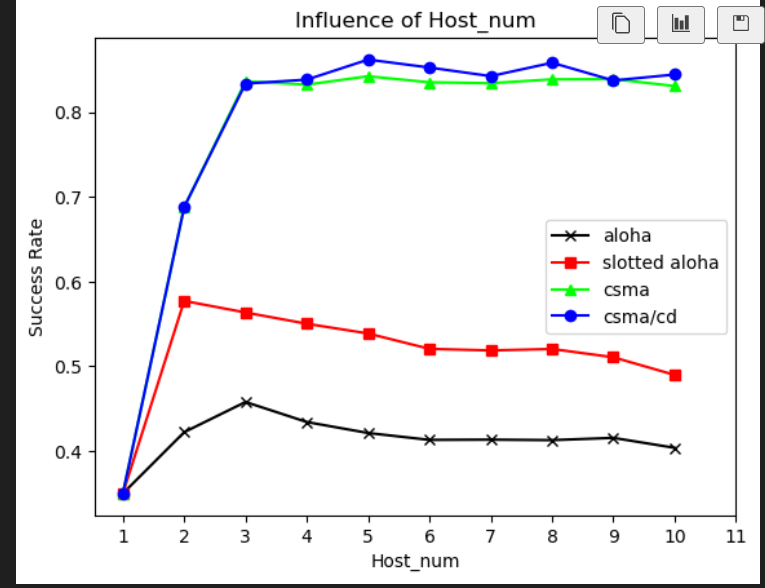 Influence of Host_num
Success Rate
0.8
0.7
0.6
0.5
0.4
aloha
slotted aloha
csma
csma/cd
1 2 3 4 5 6 7 8 9 10 11
Host_num